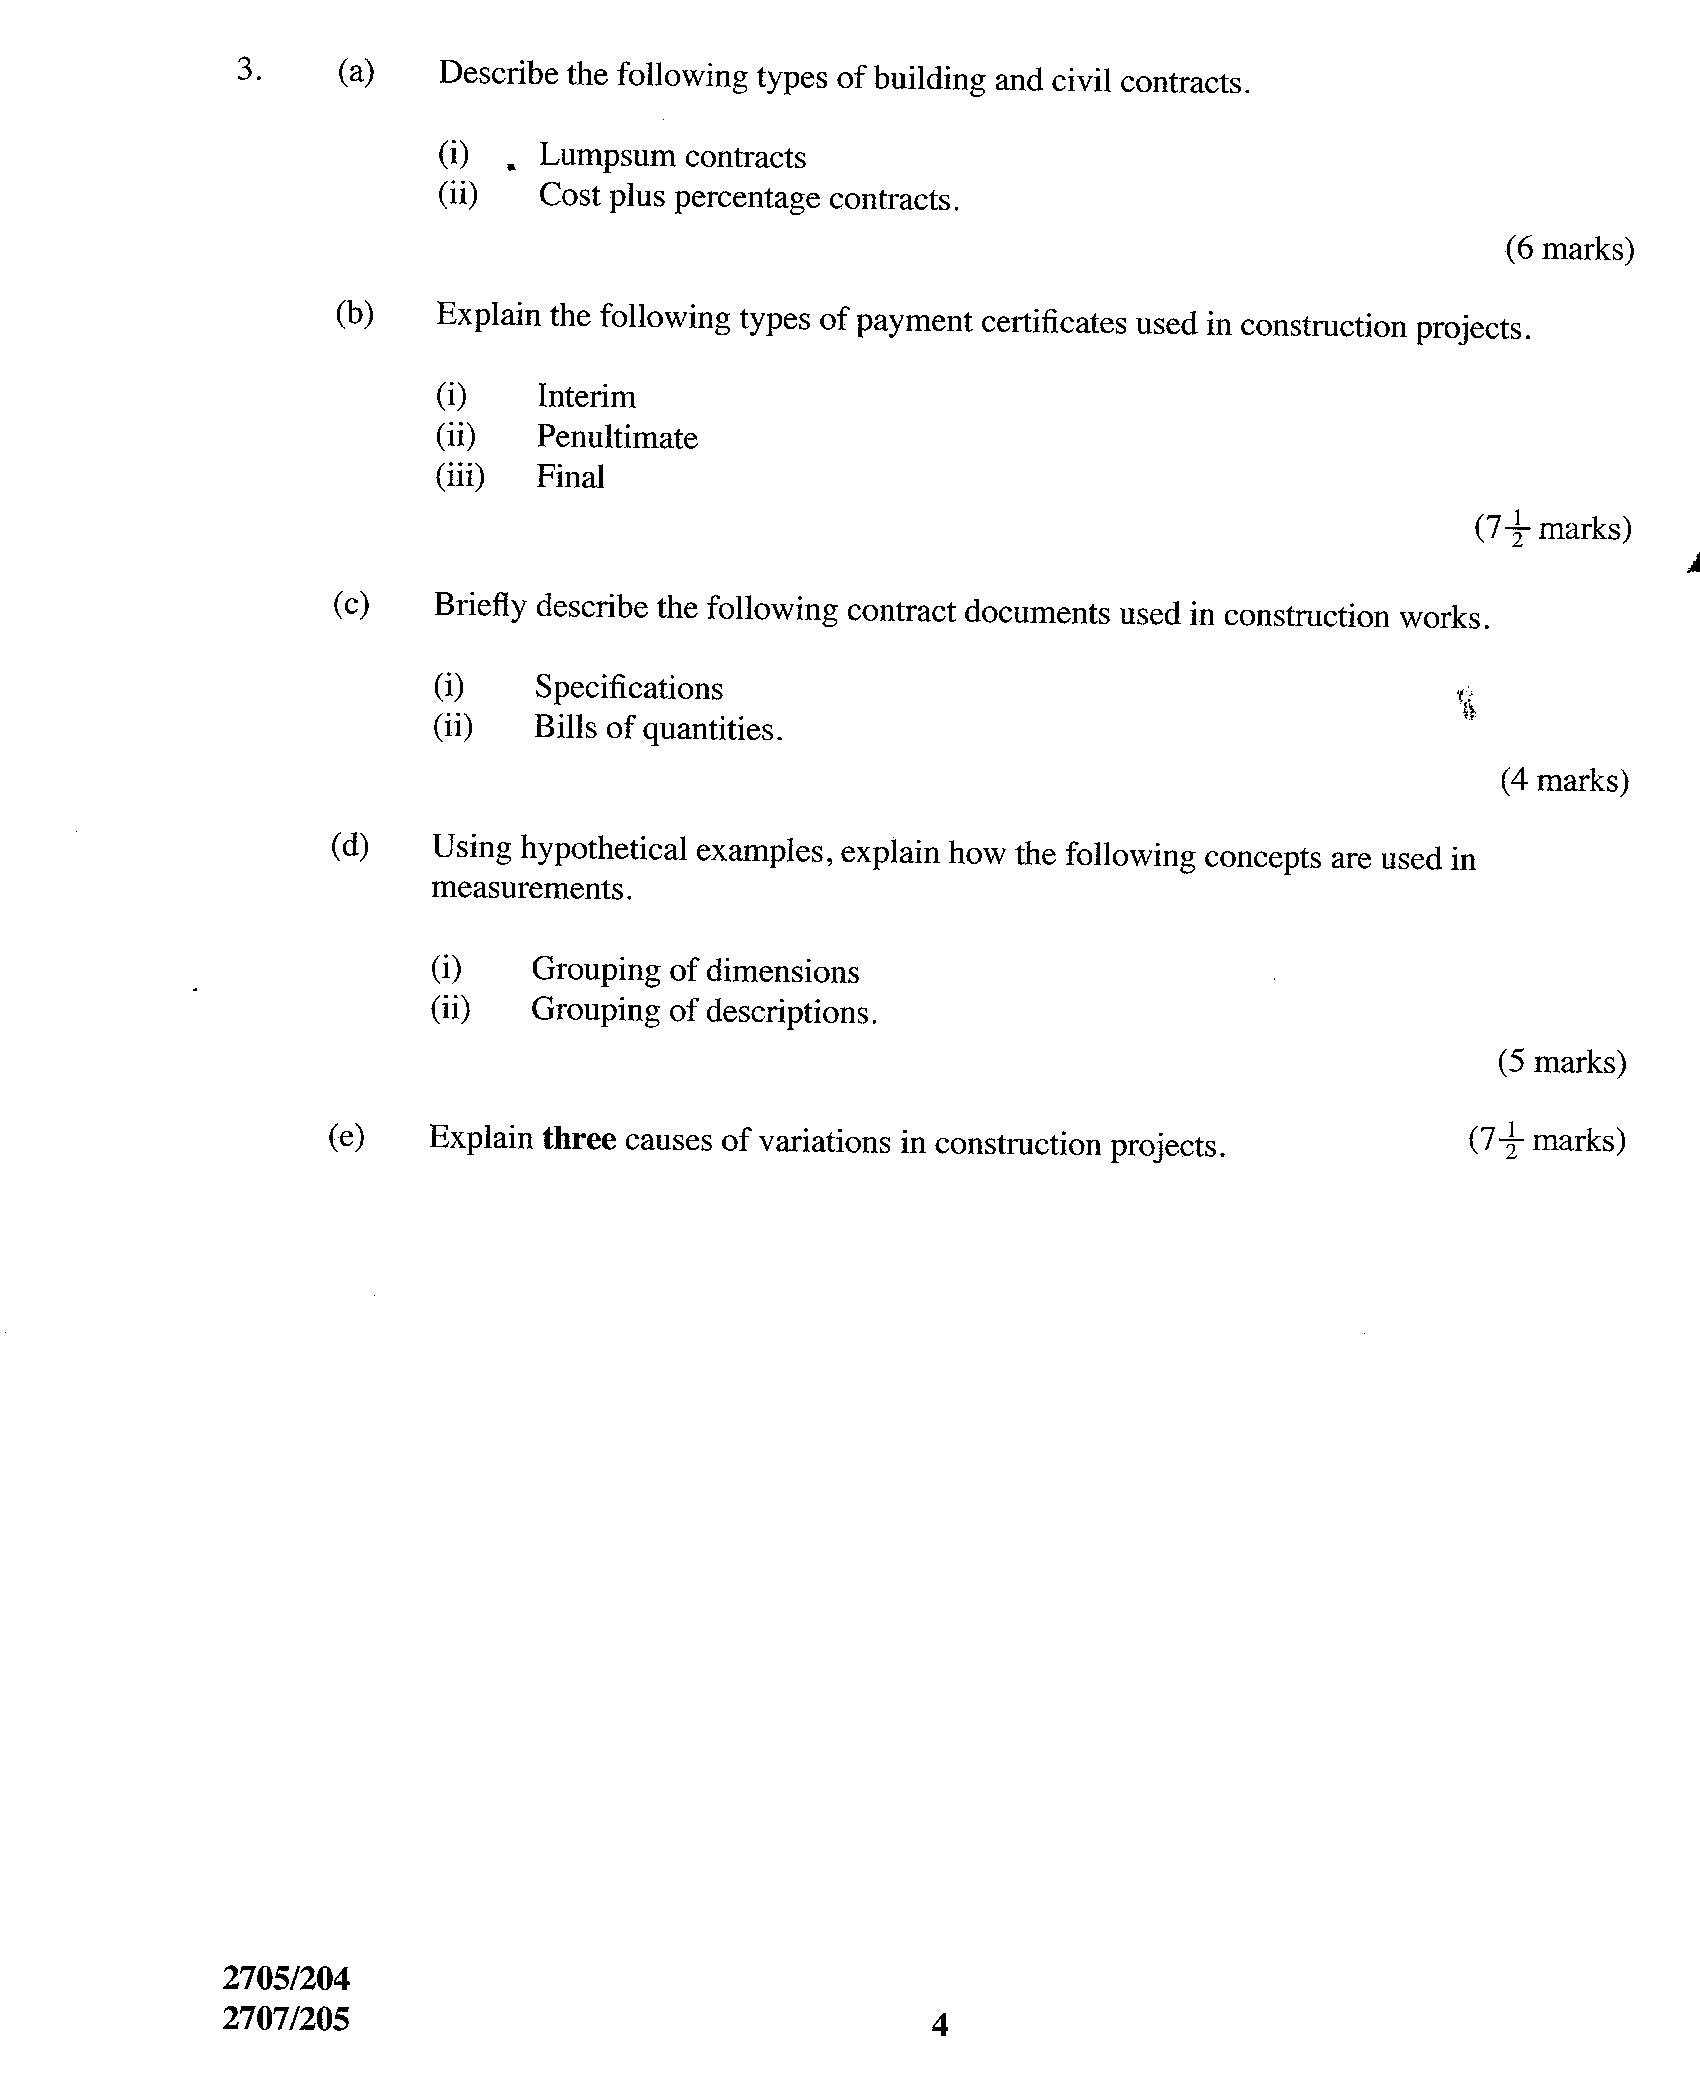 3. (a) Describe the following types of building and civil contracts.
(i) Lumpsum contracts
(ii) Cost plus percentage contracts.
(6 marks)
(b) Explain the following types of payment certificates used in construction projects.
(i) Interim
(ii) Penultimate
(iii) Final
(7½ marks)
(c) Briefly describe the following contract documents used in construction works.
(i) Specifications
(ii) Bills of quantities.
(4 marks)
(d) Using hypothetical examples, explain how the following concepts are used in
measurements.
(i) Grouping of dimensions
(ii) Grouping of descriptions.
(5 marks)
(e) Explain three causes of variations in construction projects. (7½ marks)
2705/204
2707/205
4